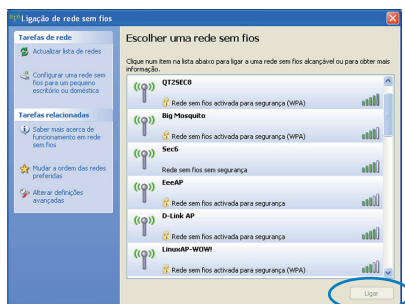 Ligação de rede sem fios
Tarefas de rede
Actualizar lista de redes
Configurar uma rede sem
fios para um pequeno
escritório ou doméstica
Tarefas relacionadas
Saber mais acerca de
funcionamento em rede
sem fios
Mudar a ordem das redes
preferidas
Alterar definições
avançadas
Escolher uma rede sem fios
Clique num item na lista abaixo para ligar a uma rede sem fios alcançável ou para obter mais
informação.
QT2SEC8
Rede sem fios activada para segurança (WPA)
Big Mosquito
Rede sem fios activada para segurança (WPA)
Sec6
Rede sem fios sem segurança
EeeAP
Rede sem fios activada para segurança
D-Link AP
Rede sem fios activada para segurança
LinuxAP-WOW!
Rede sem fios activada para segurança (WPA)
Ligar